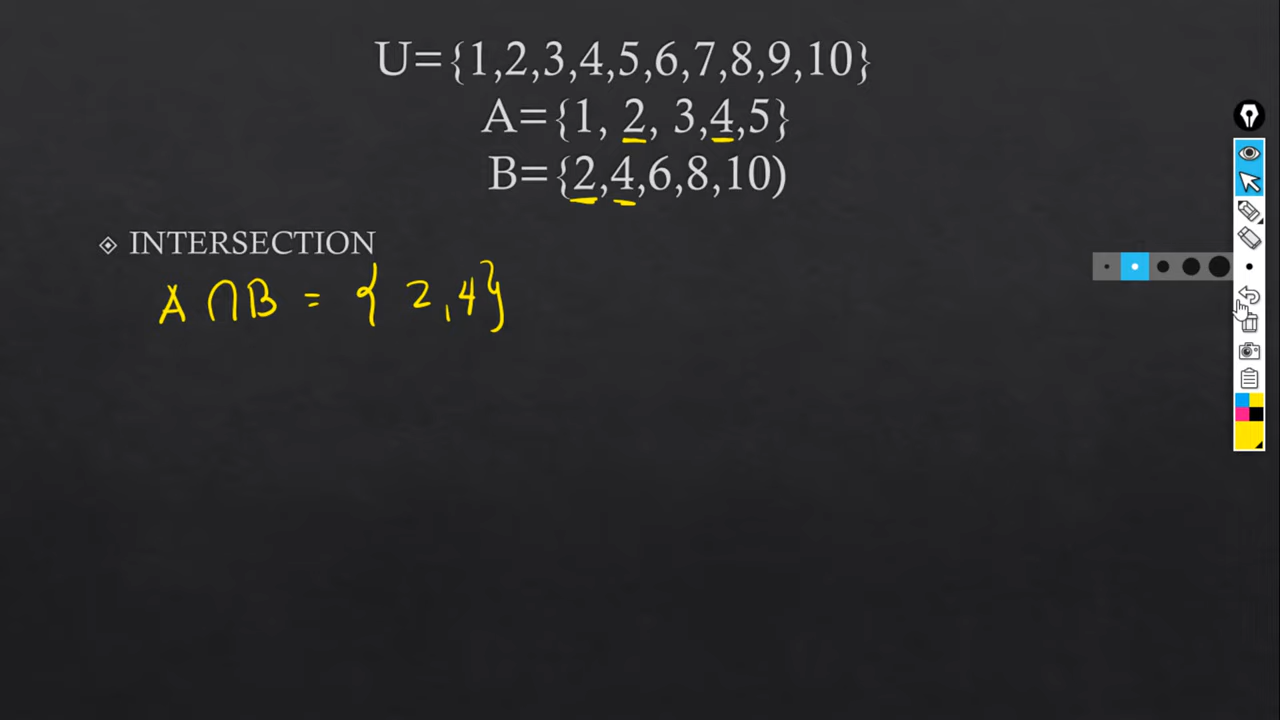 U={1,2,3,4,5,6,7,8,9,10}
A={1, 2, 3,4,5}
B={2,4,6,8,10)
INTERSECTION
A ∩ B = { 2,4}